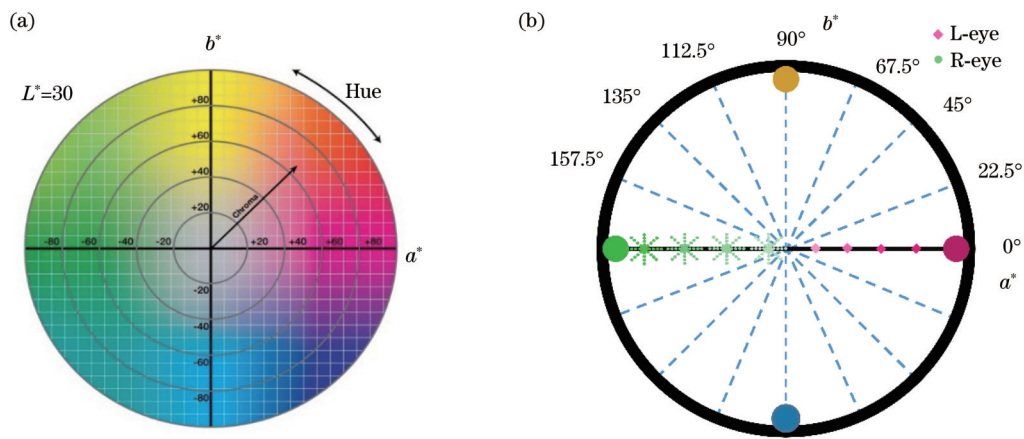 (a)
b*
L*=30
Hue
+80
+60
+40
+20
Chroma
-80 -60 -40 -20 +20 +40 +60 +80
a*
-20
-40
-60
-80
(b)
b*
L-eye
R-eye
90°
112.5°
67.5°
135°
45°
157.5°
22.5°
0°
a*